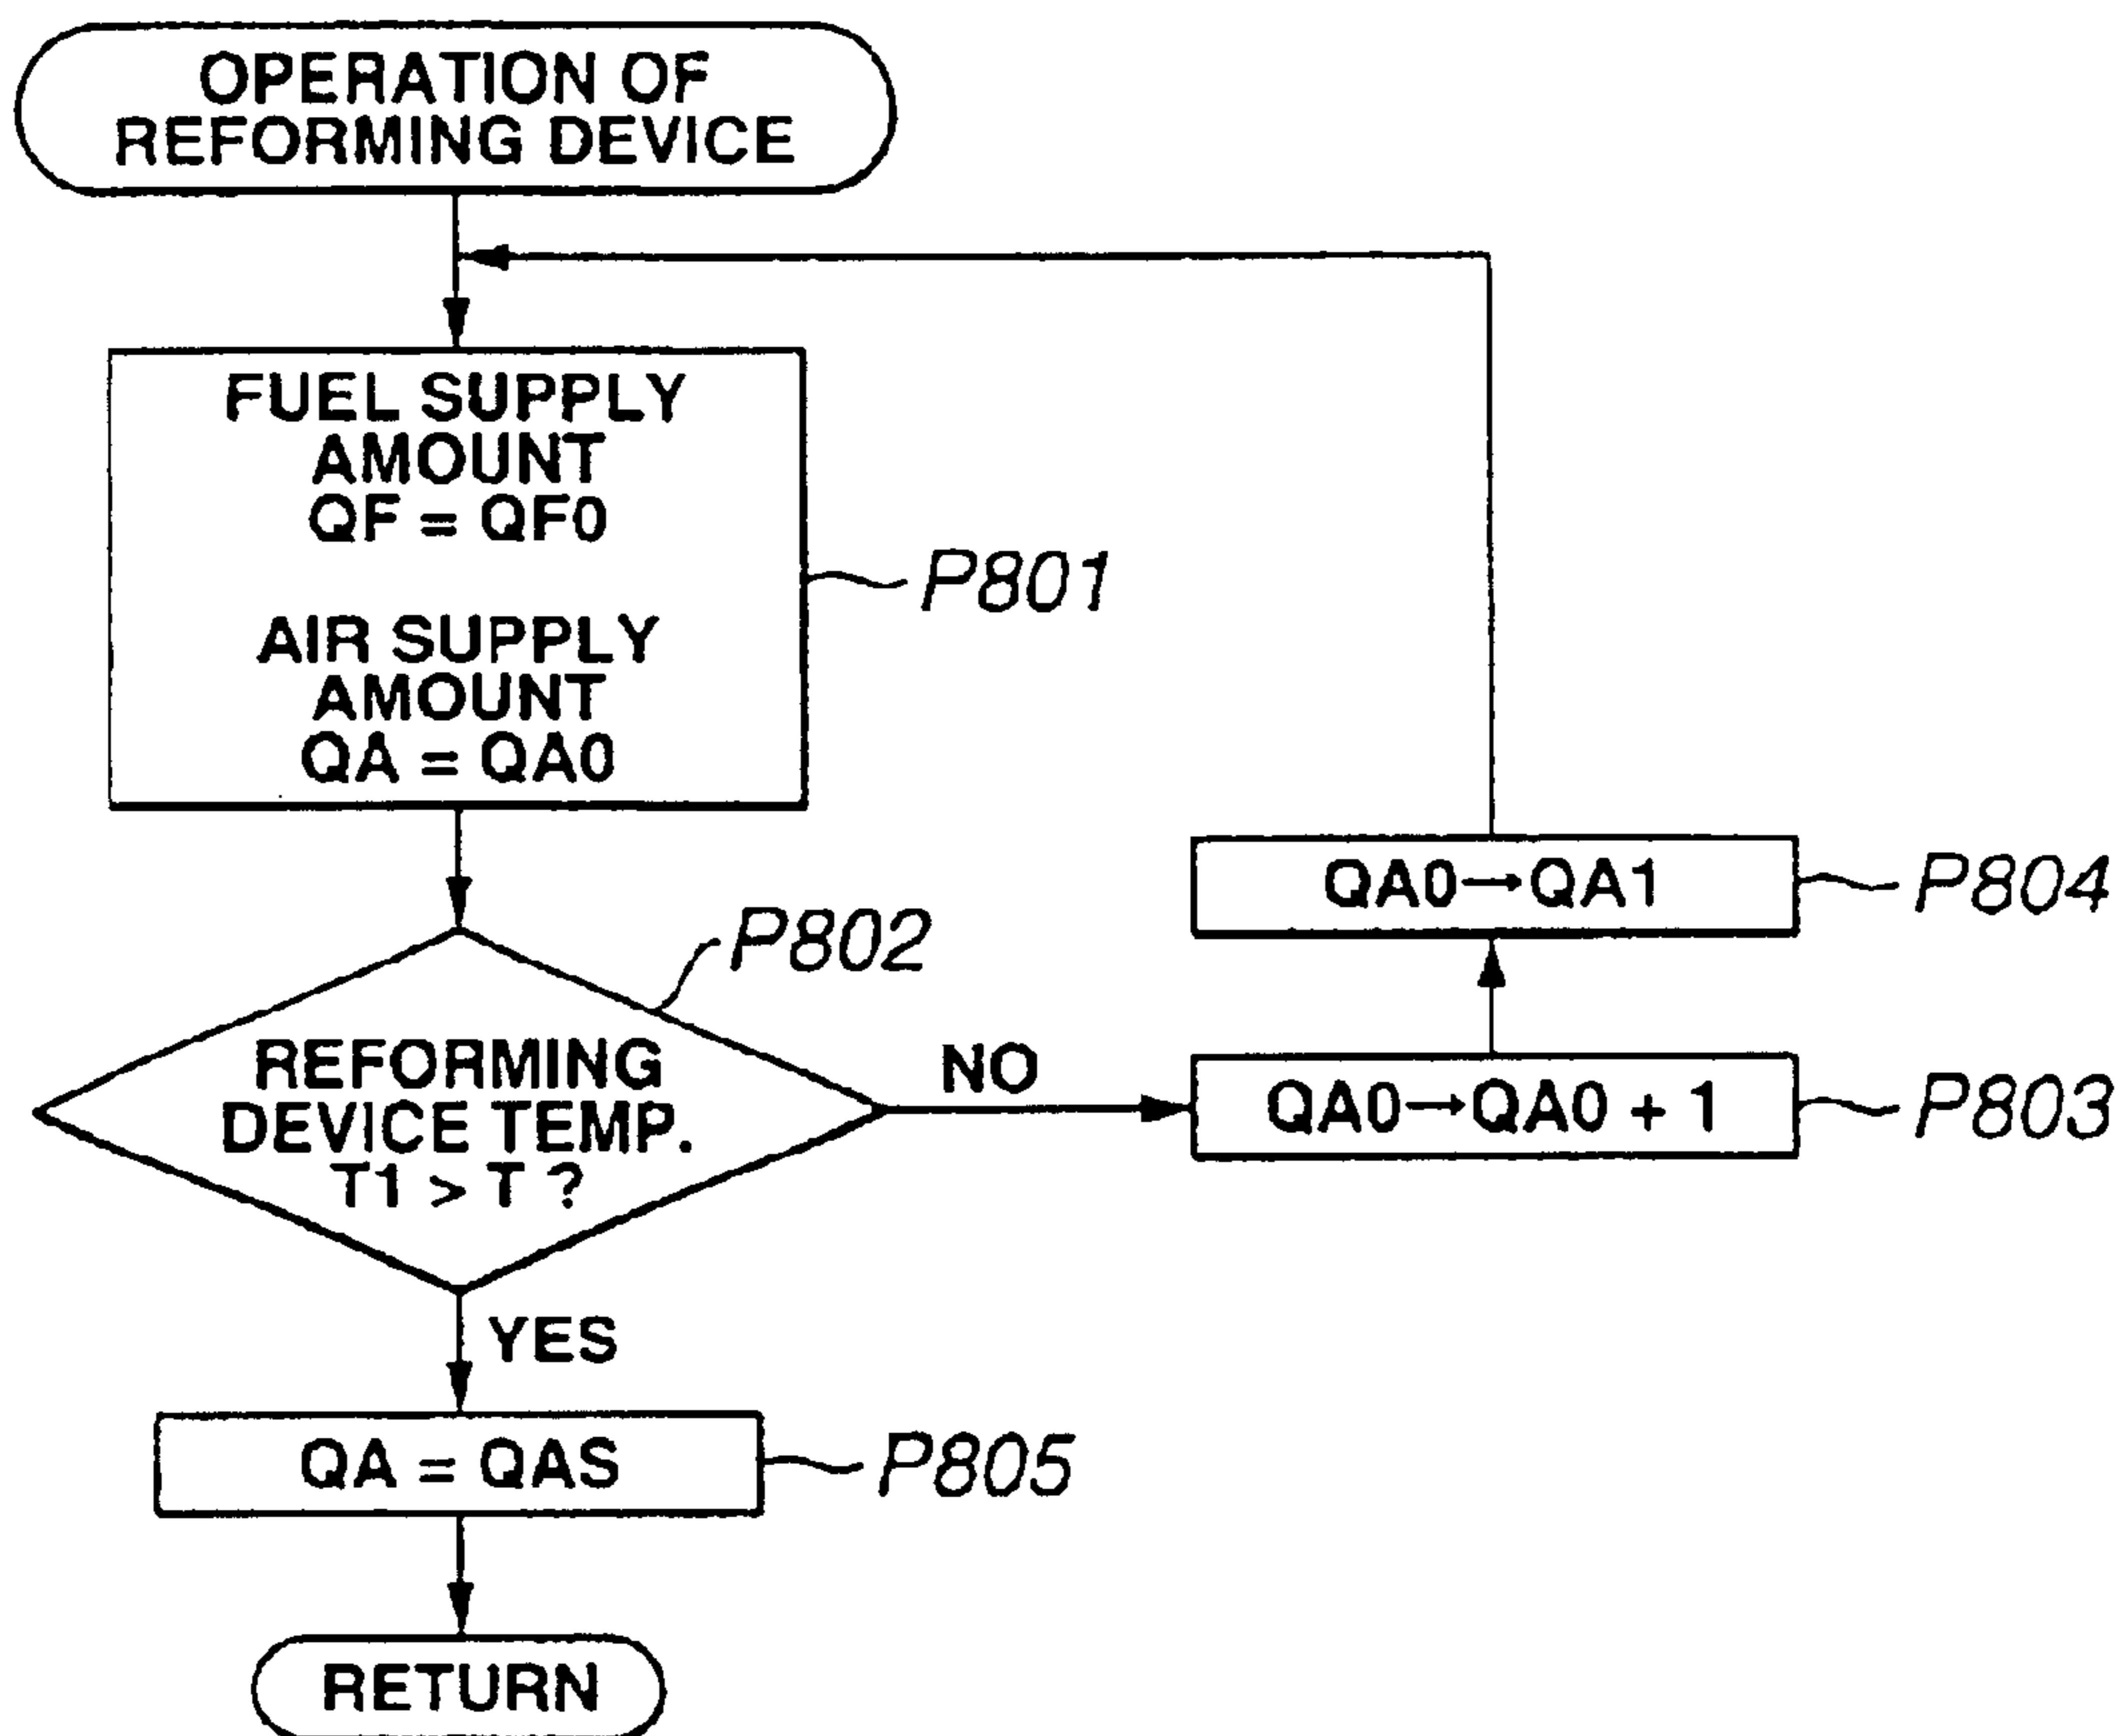 OPERATION OF
REFORMING DEVICE
FUEL SUPPLY
AMOUNT
QF = QF0
AIR SUPPLY
AMOUNT
QA = QA0
P801
P802
REFORMING
DEVICE TEMP.
T1 > T ?
NO
QA0→QA0 + 1
P803
QA0→QA1
P804
YES
QA = QAS
P805
RETURN